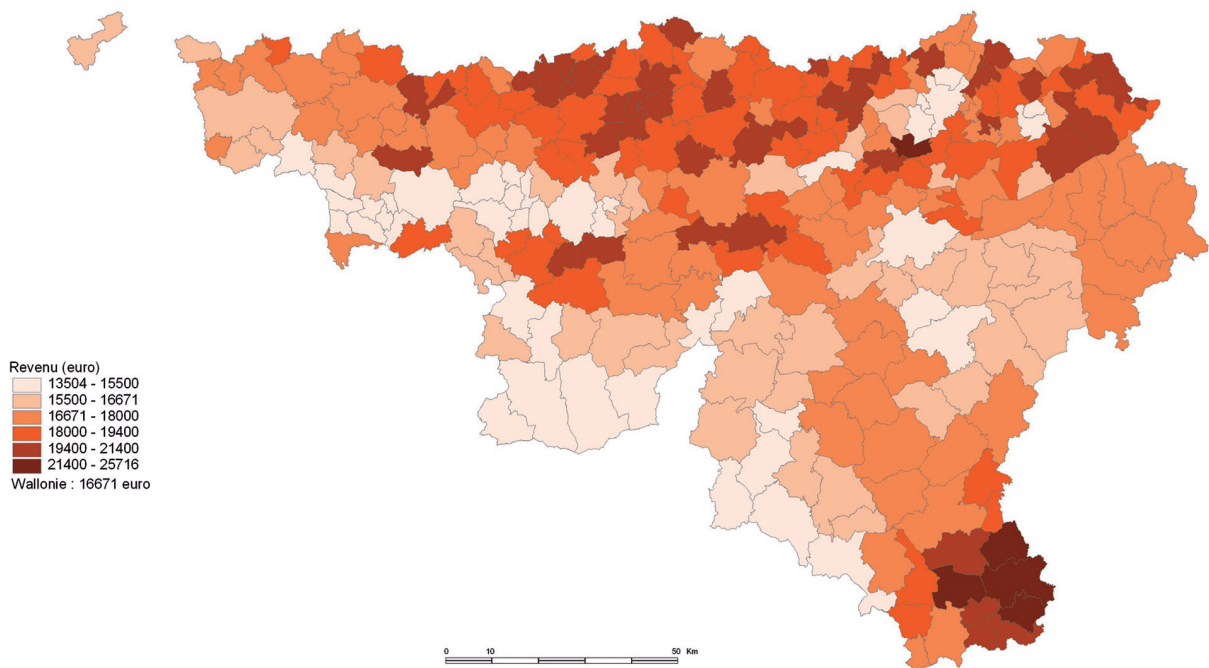 Revenu (euro)
13504 - 15500
15500 - 16671
16671 - 18000
18000 - 19400
19400 - 21400
21400 - 25716
Wallonie : 16671 euro
0 10 50 Km